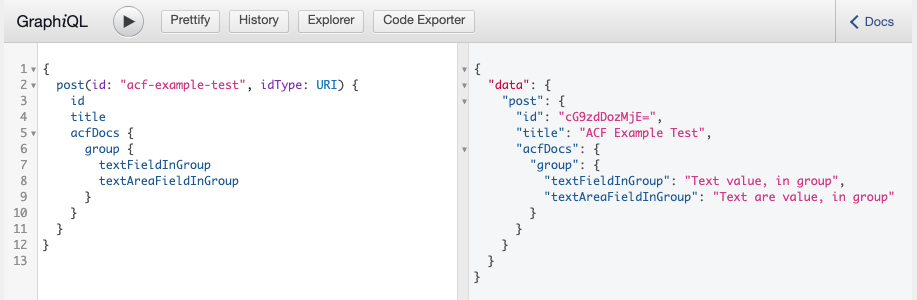 GraphiQL Prettify History Explorer Code Exporter Docs
1 {
2 post(id: "acf-example-test", idType: URI) {
3 id
4 title
5 acfDocs {
6 group {
7 textFieldInGroup
8 textAreaFieldInGroup
9 }
10 }
11 }
12 }
13
{
"data": {
"post": {
"id": "cG9zdDozMjE=",
"title": "ACF Example Test",
"acfDocs": {
"group": {
"textFieldInGroup": "Text value, in group",
"textAreaFieldInGroup": "Text are value, in group"
}
}
}
}
}